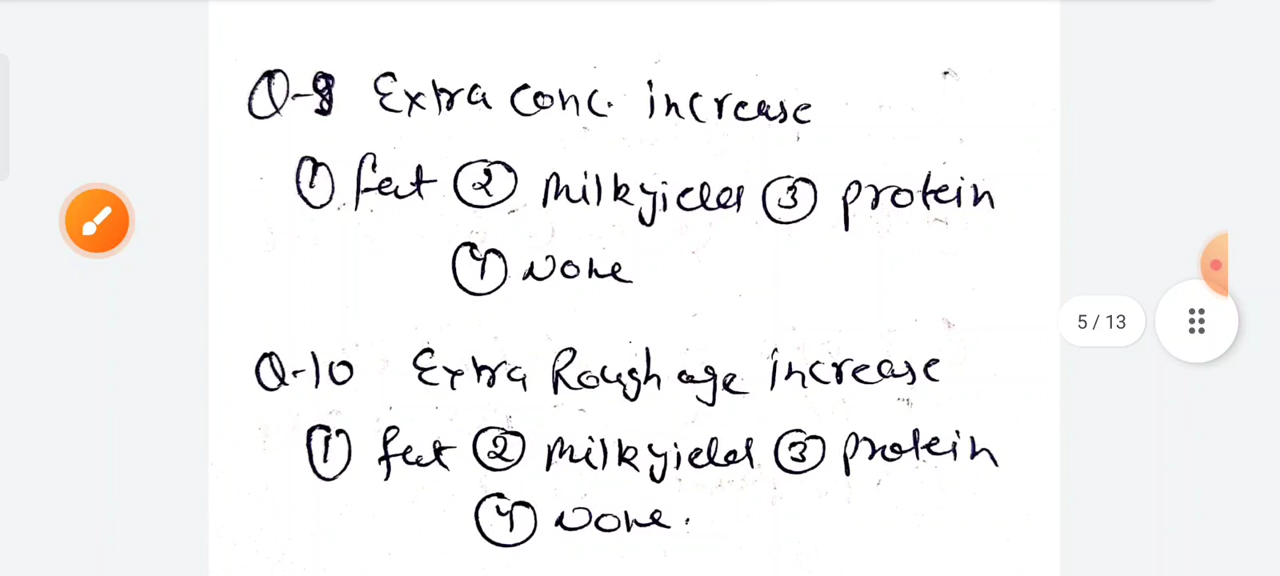 Q-9 Extra conc. increase
① fat ② milkyield ③ protein
④ None
5 / 13
Q-10 Extra Roughage increase
① fat ② milkyield ③ protein
④ None.